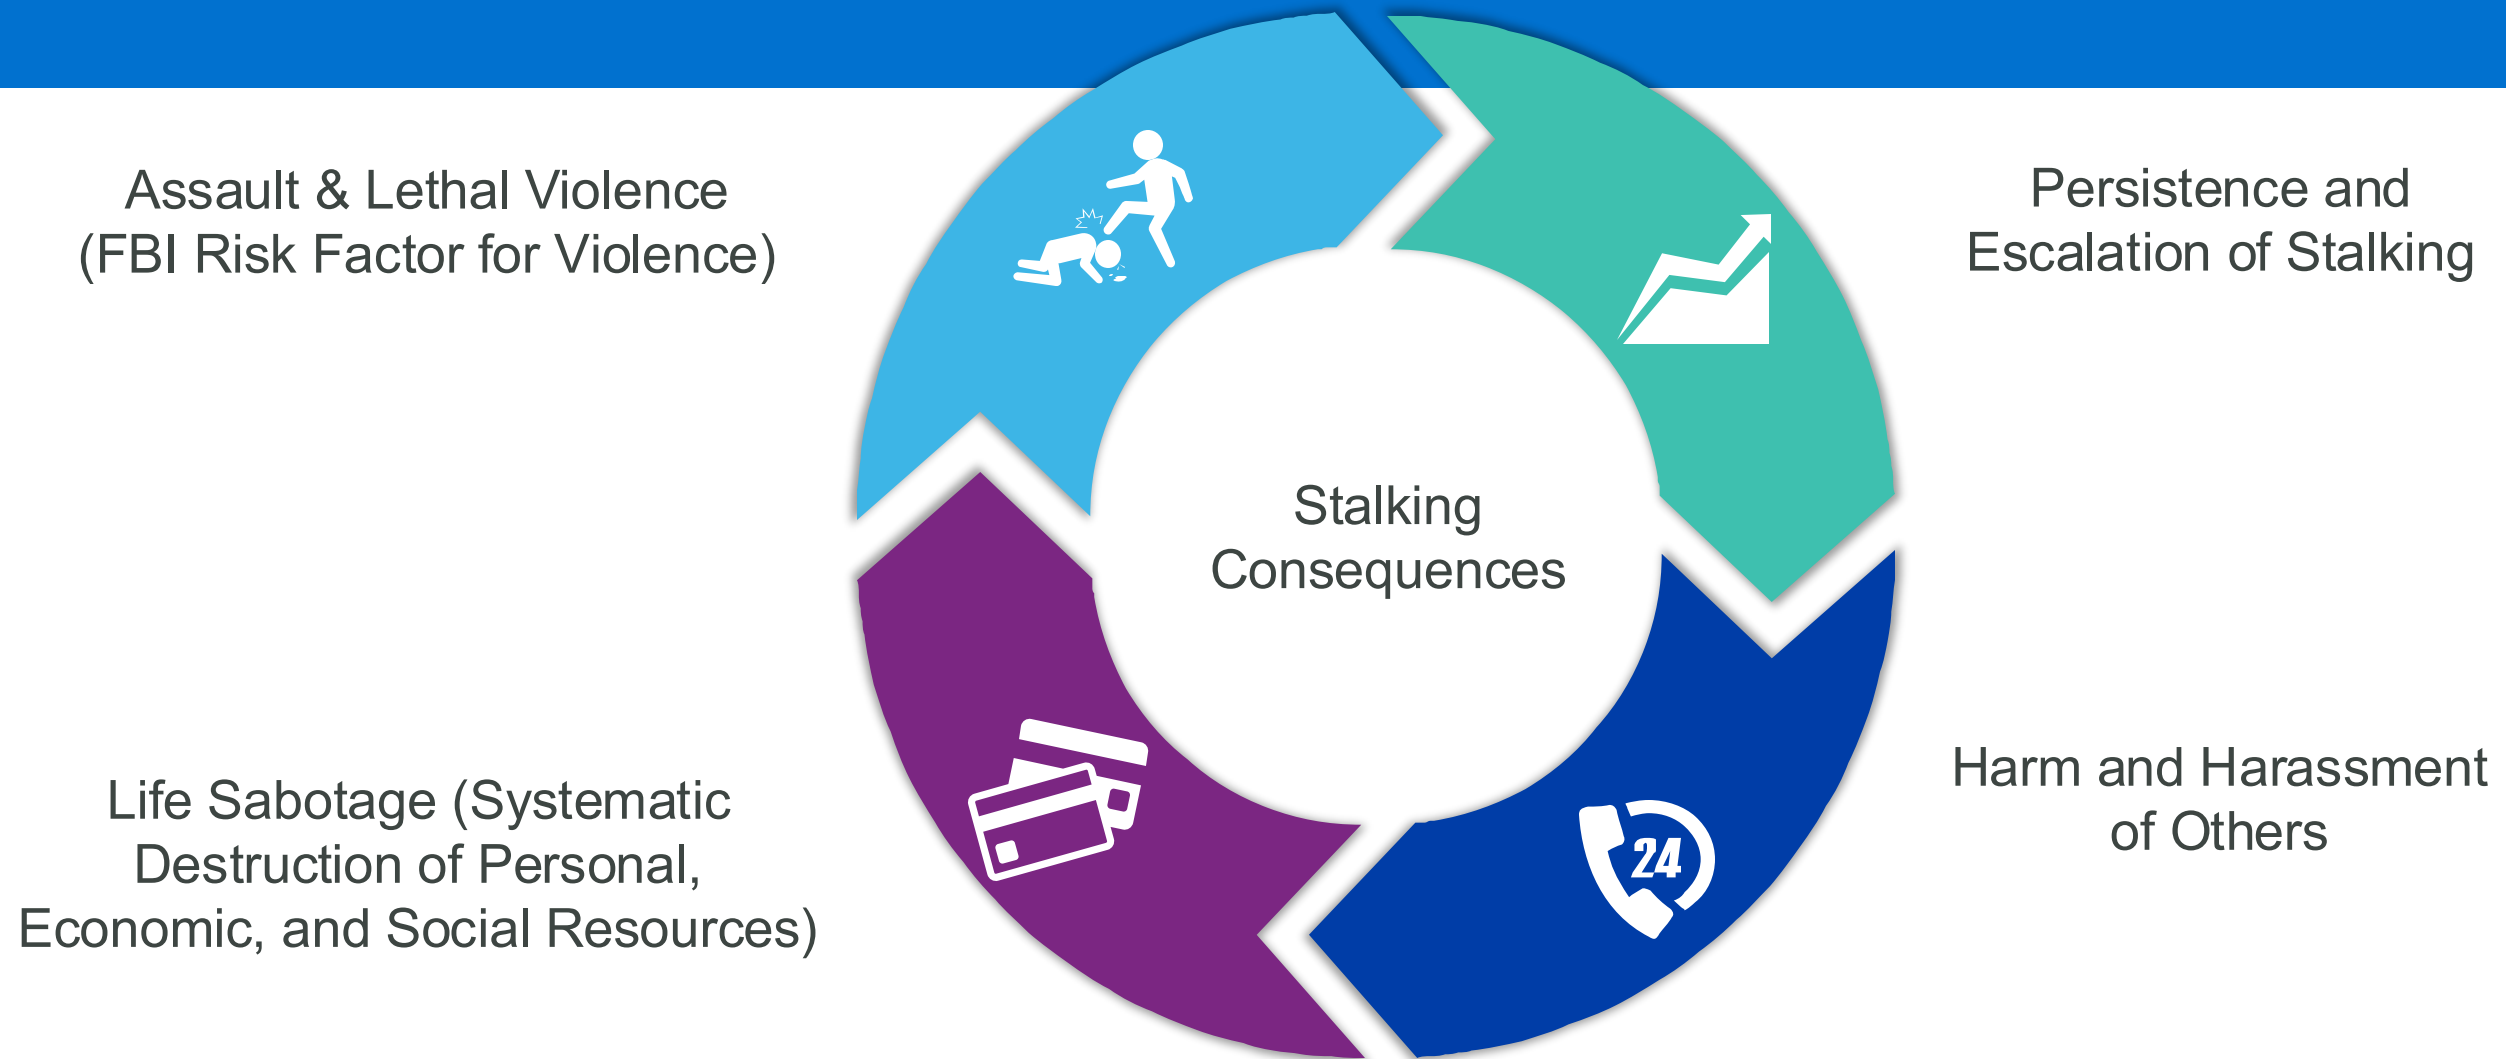 Assault & Lethal Violence
(FBI Risk Factor for Violence)
Persistence and
Escalation of Stalking
Stalking
Consequences
Life Sabotage (Systematic
Destruction of Personal,
Economic, and Social Resources)
Harm and Harassment
of Others
24